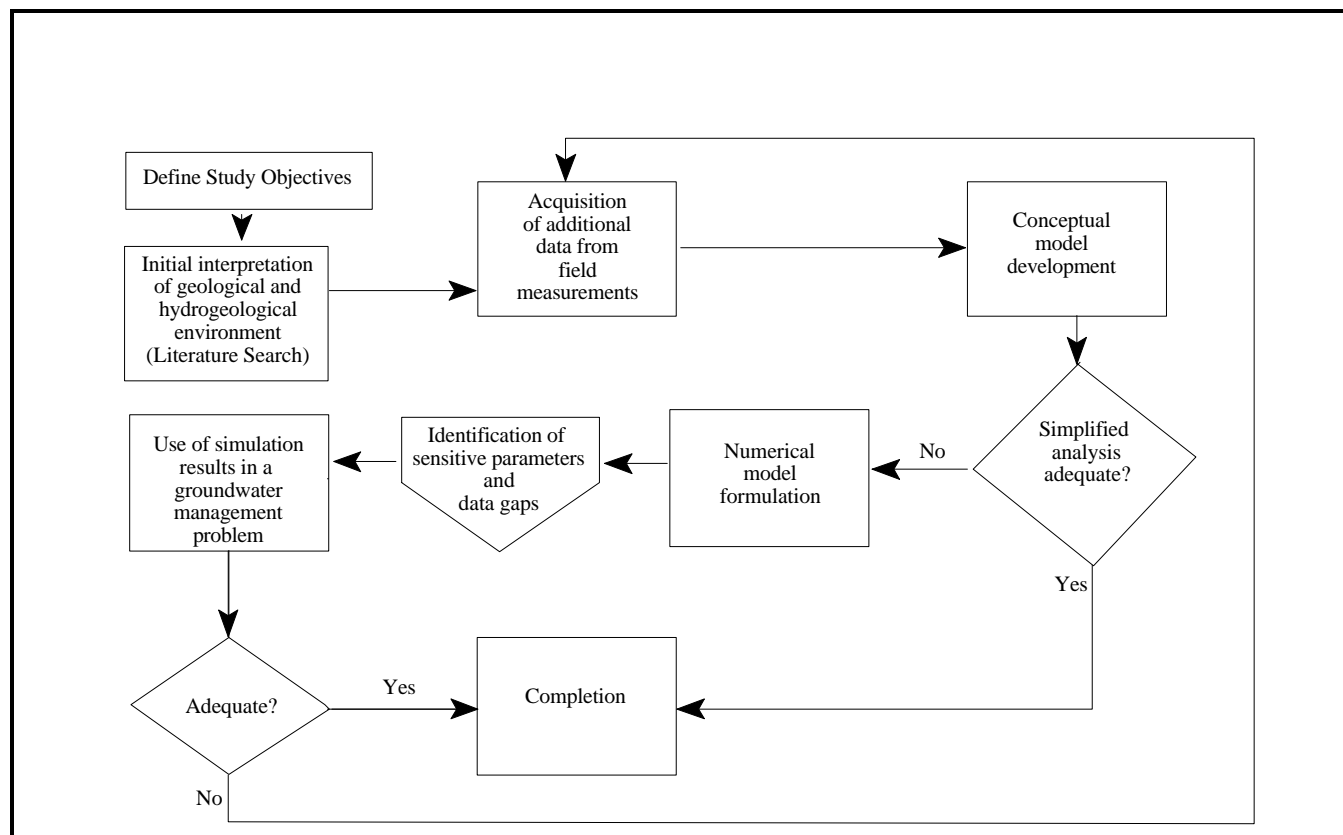 Define Study Objectives
Initial interpretation
of geological and
hydrogeological
environment
(Literature Search)
Acquisition
of additional
data from
field
measurements
Conceptual
model
development
Simplified
analysis
adequate?
No
Yes
Numerical
model
formulation
Identification of
sensitive parameters
and
data gaps
Use of simulation
results in a
groundwater
management
problem
Adequate?
Yes
No
Completion